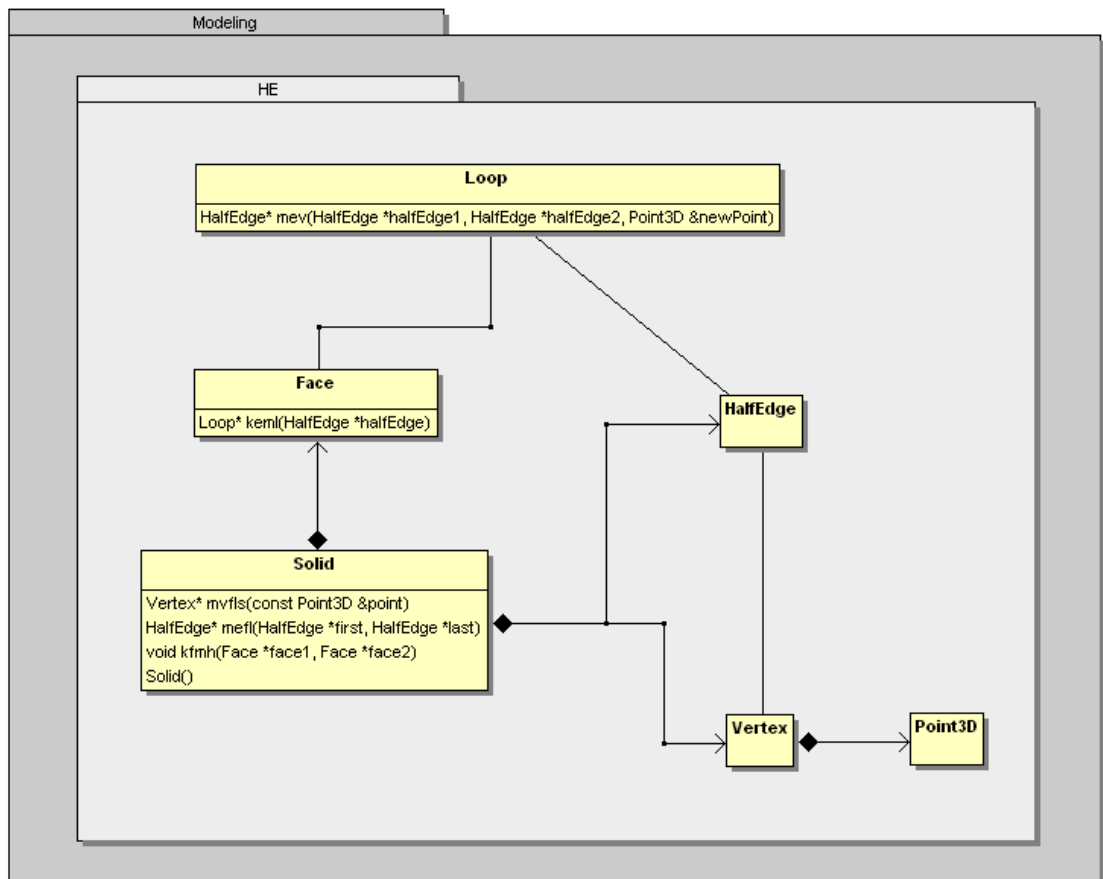 Modeling
HE
Loop
HalfEdge* mev(HalfEdge *halfEdge1, HalfEdge *halfEdge2, Point3D &newPoint)
Face
Loop* keml(HalfEdge *halfEdge)
HalfEdge
Solid
Vertex* mvfls(const Point3D &point)
HalfEdge* mefl(HalfEdge *first, HalfEdge *last)
void kfmh(Face *face1, Face *face2)
Solid()
Vertex
Point3D